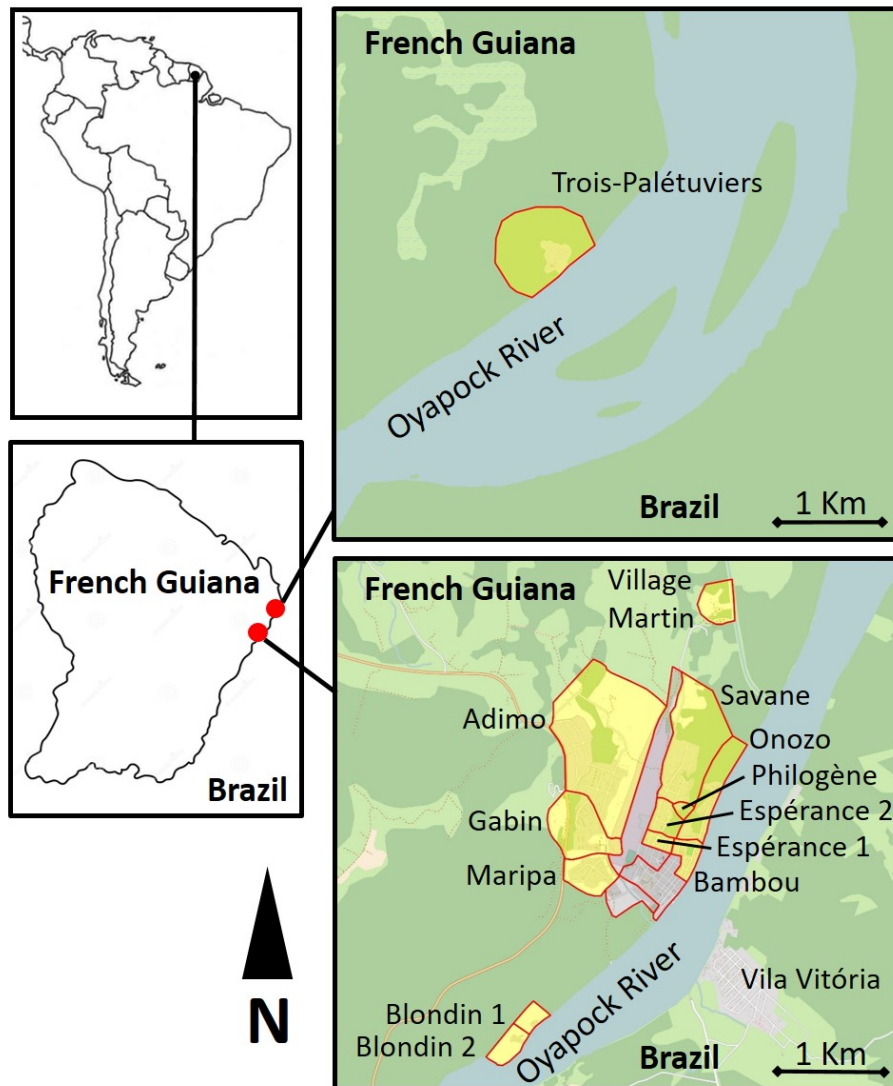 French Guiana
Trois-Palétuviers
Oyapock River
Brazil
1 Km
French Guiana
Brazil
N
French Guiana
Village
Martin
Savane
Adimo
Onozo
Philogène
Espérance 2
Gabin
Espérance 1
Maripa
Bambou
Vila Vitória
Oyapock River
Blondin 1
Blondin 2
Brazil
1 Km